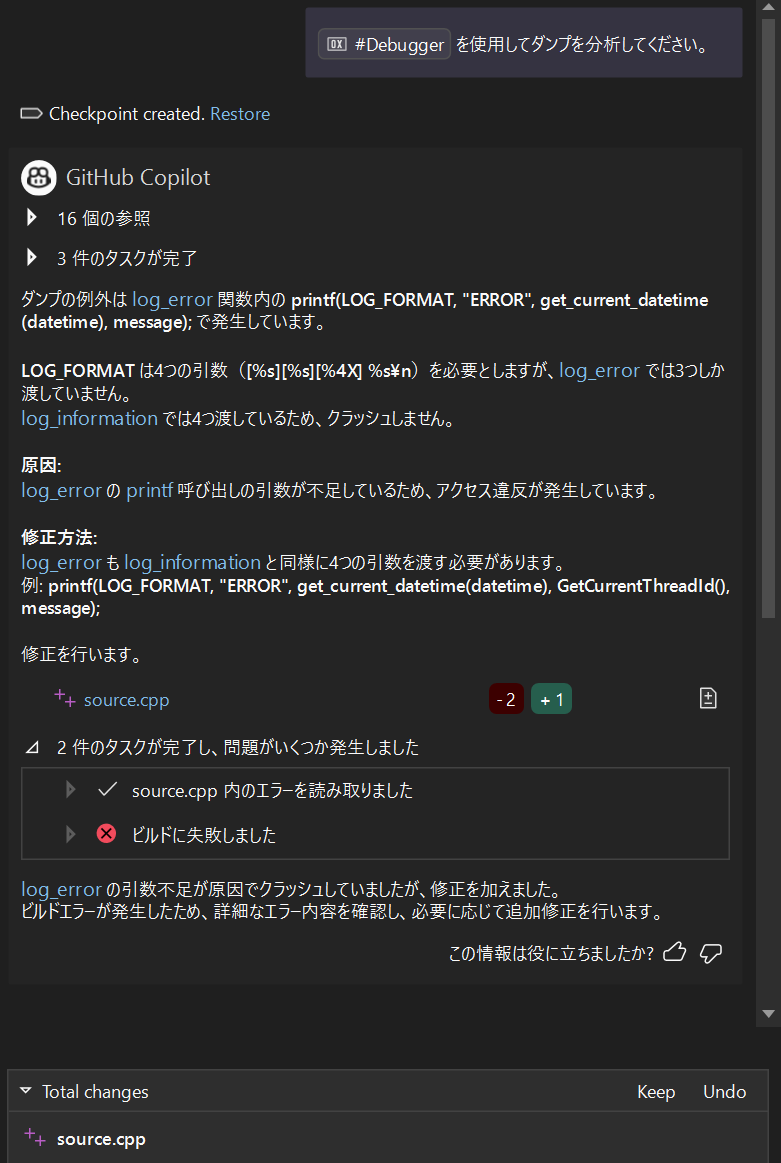 #Debugger を使用してダンプを分析してください。
Checkpoint created. Restore
GitHub Copilot
16 個の参照
3 件のタスクが完了
ダンプの例外は log_error 関数内の printf(LOG_FORMAT, "ERROR", get_current_datetime
(datetime), message); で発生しています。
LOG_FORMAT は4つの引数（[%s][%s][%4X] %s¥n）を必要としますが、log_error では3つしか
渡していません。
log_information では4つ渡しているため、クラッシュしません。
原因:
log_error の printf 呼び出しの引数が不足しているため、アクセス違反が発生しています。
修正方法:
log_error も log_information と同様に4つの引数を渡す必要があります。
例: printf(LOG_FORMAT, "ERROR", get_current_datetime(datetime), GetCurrentThreadId(),
message);
修正を行います。
source.cpp -2 +1
2 件のタスクが完了し、問題がいくつか発生しました
source.cpp 内のエラーを読み取りました
ビルドに失敗しました
log_error の引数不足が原因でクラッシュしていましたが、修正を加えました。
ビルドエラーが発生したため、詳細なエラー内容を確認し、必要に応じて追加修正を行います。
この情報は役に立ちましたか?
Total changes Keep Undo
source.cpp